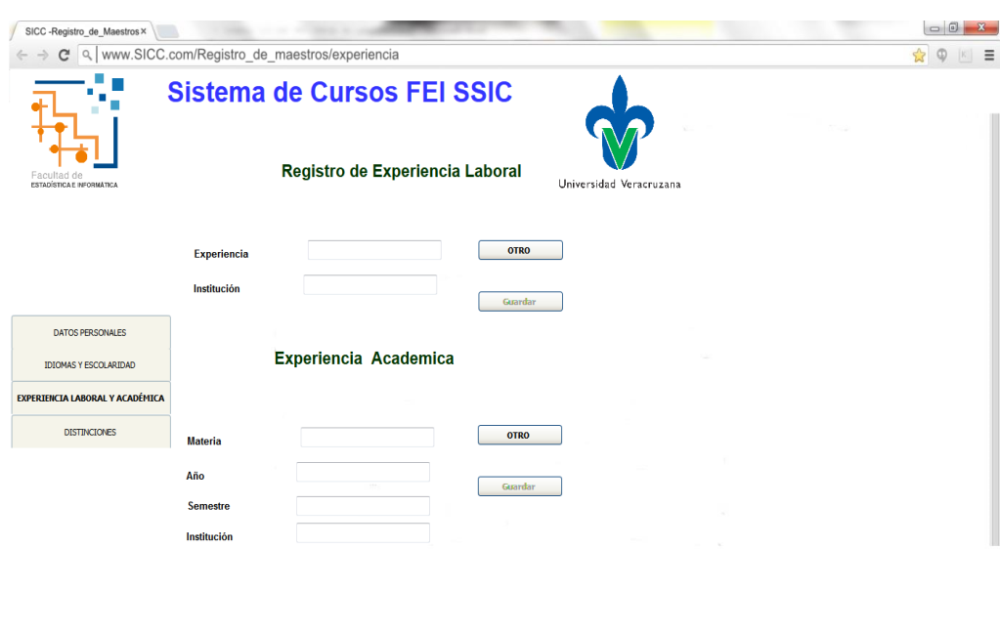 SICC -Registro_de_Maestros ×
www.SICC.com/Registro_de_maestros/experiencia
Sistema de Cursos FEI SSIC
Facultad de
ESTADÍSTICA E INFORMÁTICA
Registro de Experiencia Laboral
Universidad Veracruzana
Experiencia
OTRO
Institución
Guardar
DATOS PERSONALES
IDIOMAS Y ESCOLARIDAD
EXPERIENCIA LABORAL Y ACADÉMICA
DISTINCIONES
Experiencia Academica
Materia
OTRO
Año
Guardar
Semestre
Institución